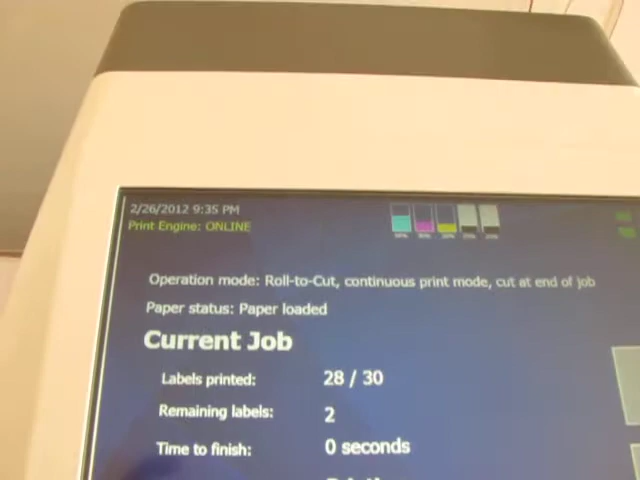 2/26/2012 9:35 PM
Print Engine: ONLINE
Operation mode: Roll-to-Cut, continuous print mode, cut at end of job
Paper status: Paper loaded
Current Job
Labels printed: 28 / 30
Remaining labels: 2
Time to finish: 0 seconds